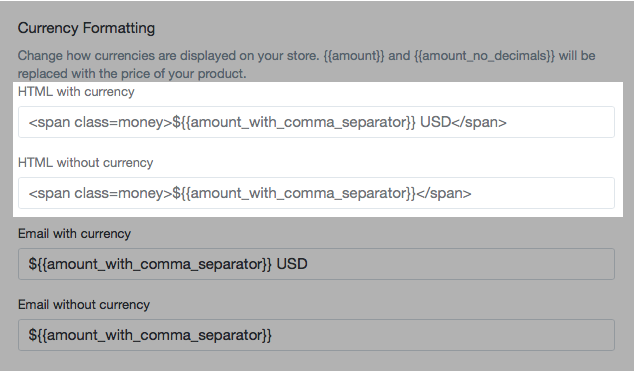 Currency Formatting
Change how currencies are displayed on your store. {{amount}} and {{amount_no_decimals}} will be
replaced with the price of your product.
HTML with currency
<span class=money>${{amount_with_comma_separator}} USD</span>
HTML without currency
<span class=money>${{amount_with_comma_separator}}</span>
Email with currency
${{amount_with_comma_separator}} USD
Email without currency
${{amount_with_comma_separator}}